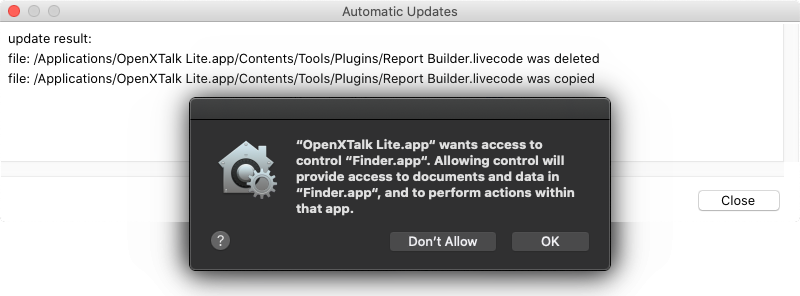 Automatic Updates
update result:
file: /Applications/OpenXTalk Lite.app/Contents/Tools/Plugins/Report Builder.livecode was deleted
file: /Applications/OpenXTalk Lite.app/Contents/Tools/Plugins/Report Builder.livecode was copied
“OpenXTalk Lite.app“ wants access to
control “Finder.app“. Allowing control will
provide access to documents and data in
“Finder.app“, and to perform actions within
that app.
Close
?
Don’t Allow
OK